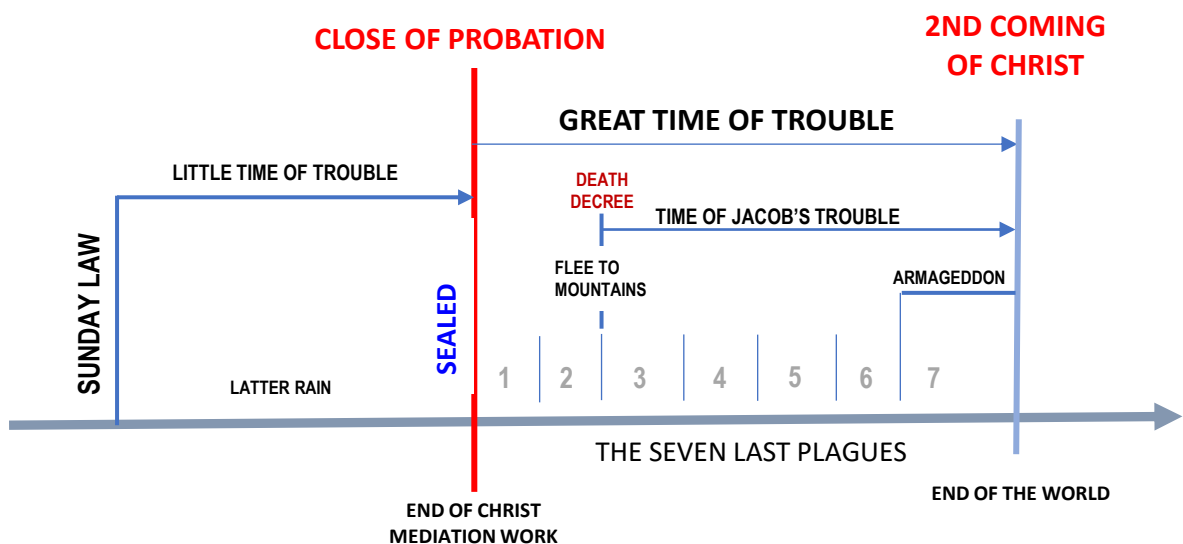 CLOSE OF PROBATION
2ND COMING
OF CHRIST
GREAT TIME OF TROUBLE
LITTLE TIME OF TROUBLE
DEATH
DECREE
TIME OF JACOB’S TROUBLE
SUNDAY LAW
FLEE TO
MOUNTAINS
ARMAGEDDON
SEALED
LATTER RAIN
1 2 3 4 5 6 7
THE SEVEN LAST PLAGUES
END OF CHRIST
MEDIATION WORK
END OF THE WORLD